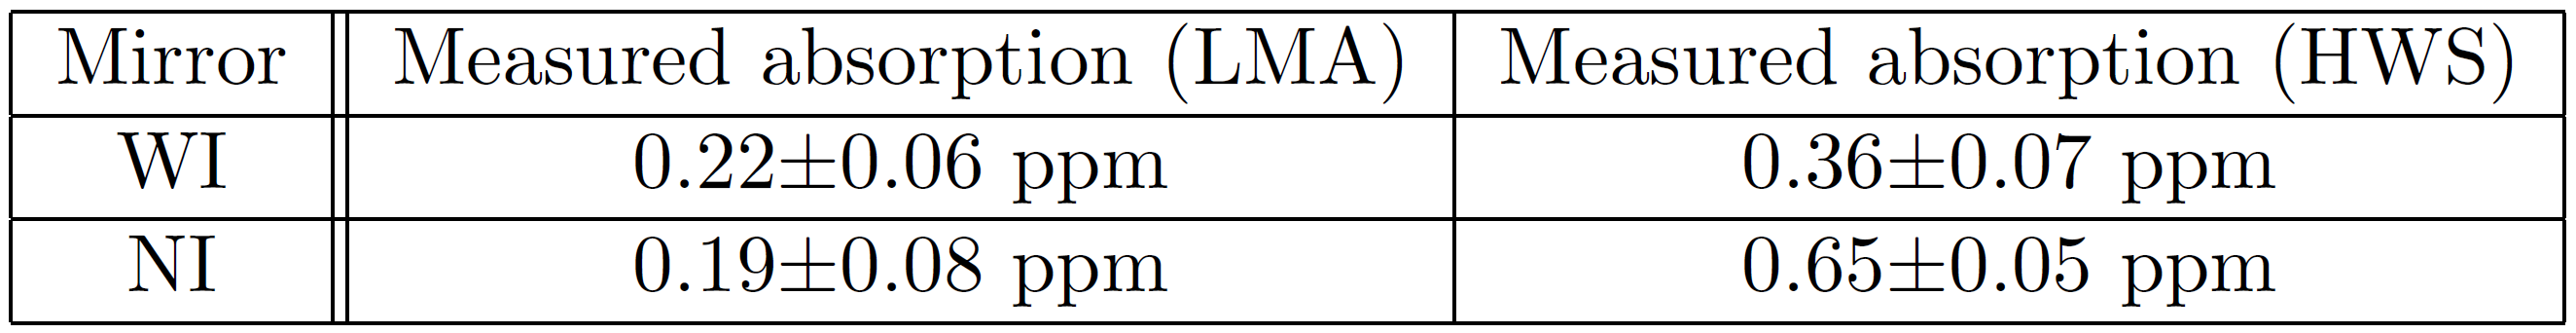 Mirror Measured absorption (LMA) Measured absorption (HWS)
WI 0.22±0.06 ppm 0.36±0.07 ppm
NI 0.19±0.08 ppm 0.65±0.05 ppm